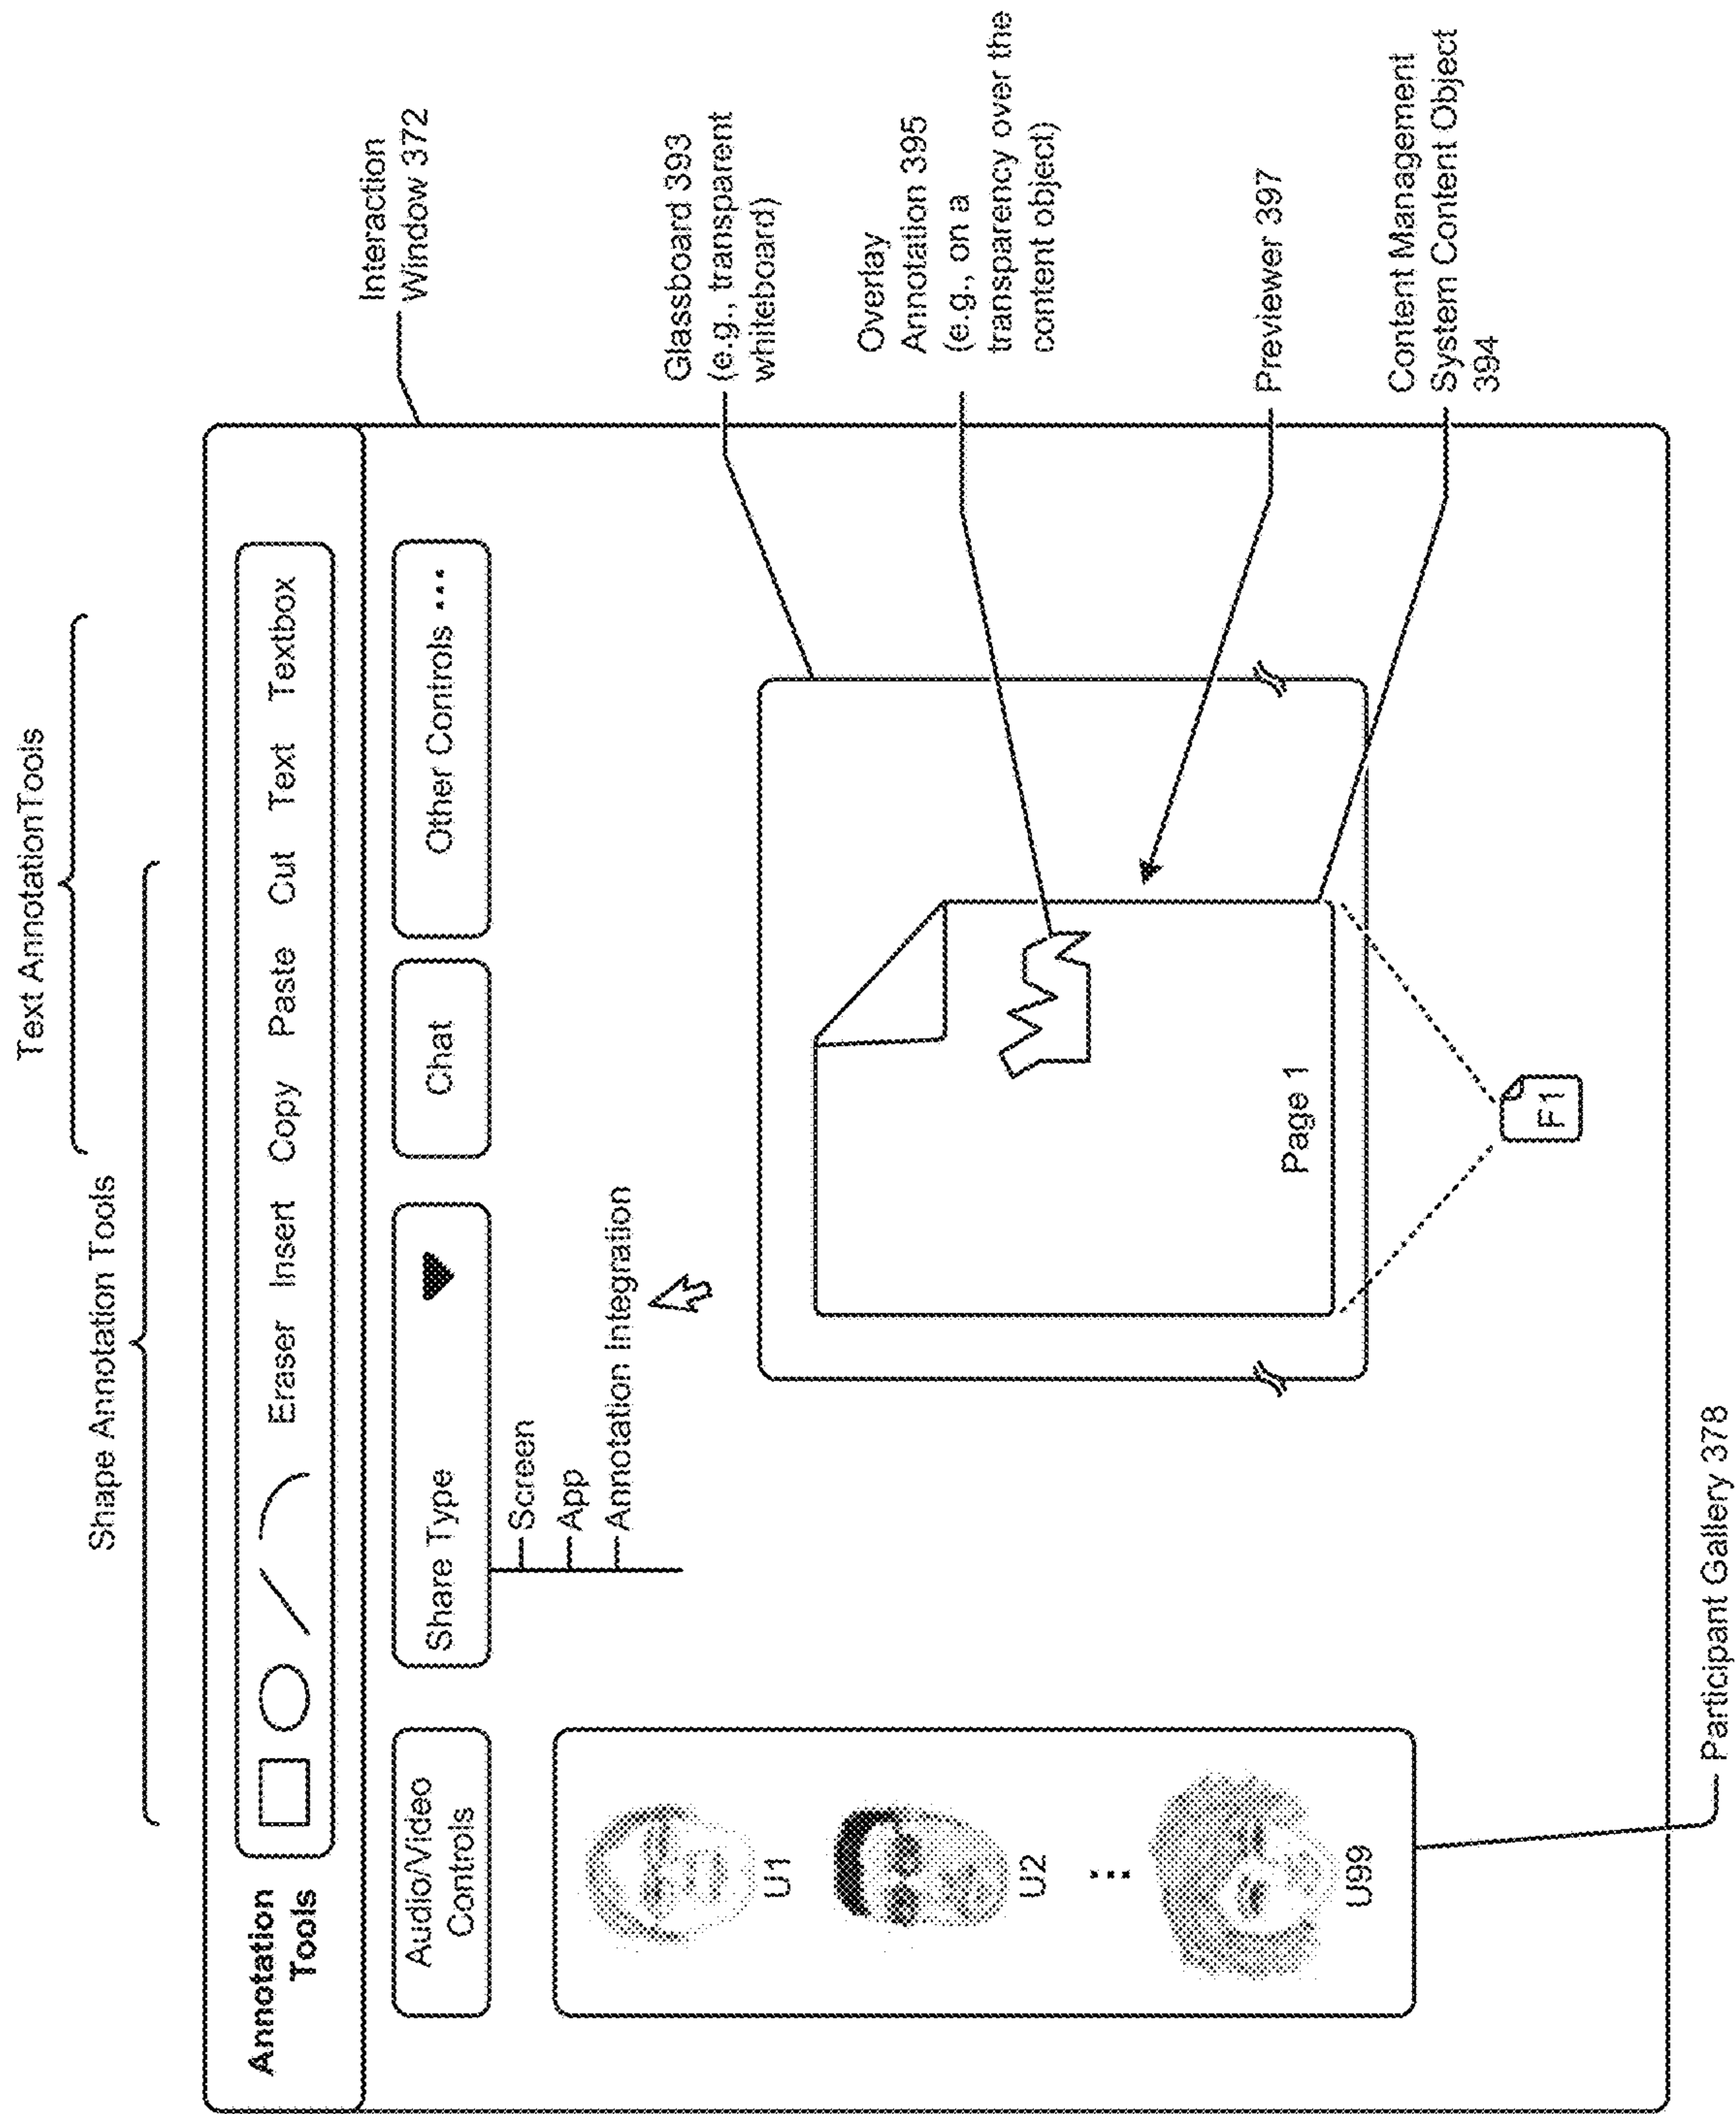 Text AnnotationTools
Shape Annotation Tools
Annotation
Tools
Eraser Insert Copy Paste Cut Text Textbox
Interaction
Window 372
Audio/Video
Controls
Share Type
Chat
Other Controls ...
Screen
App
Annotation Integration
Glassboard 393
(e.g., transparent
whiteboard)
Overlay
Annotation 395
(e.g., on a
transparency over the
content object)
U1
U2
U99
Page 1
Previewer 397
Content Management
System Content Object
394
F1
Participant Gallery 378